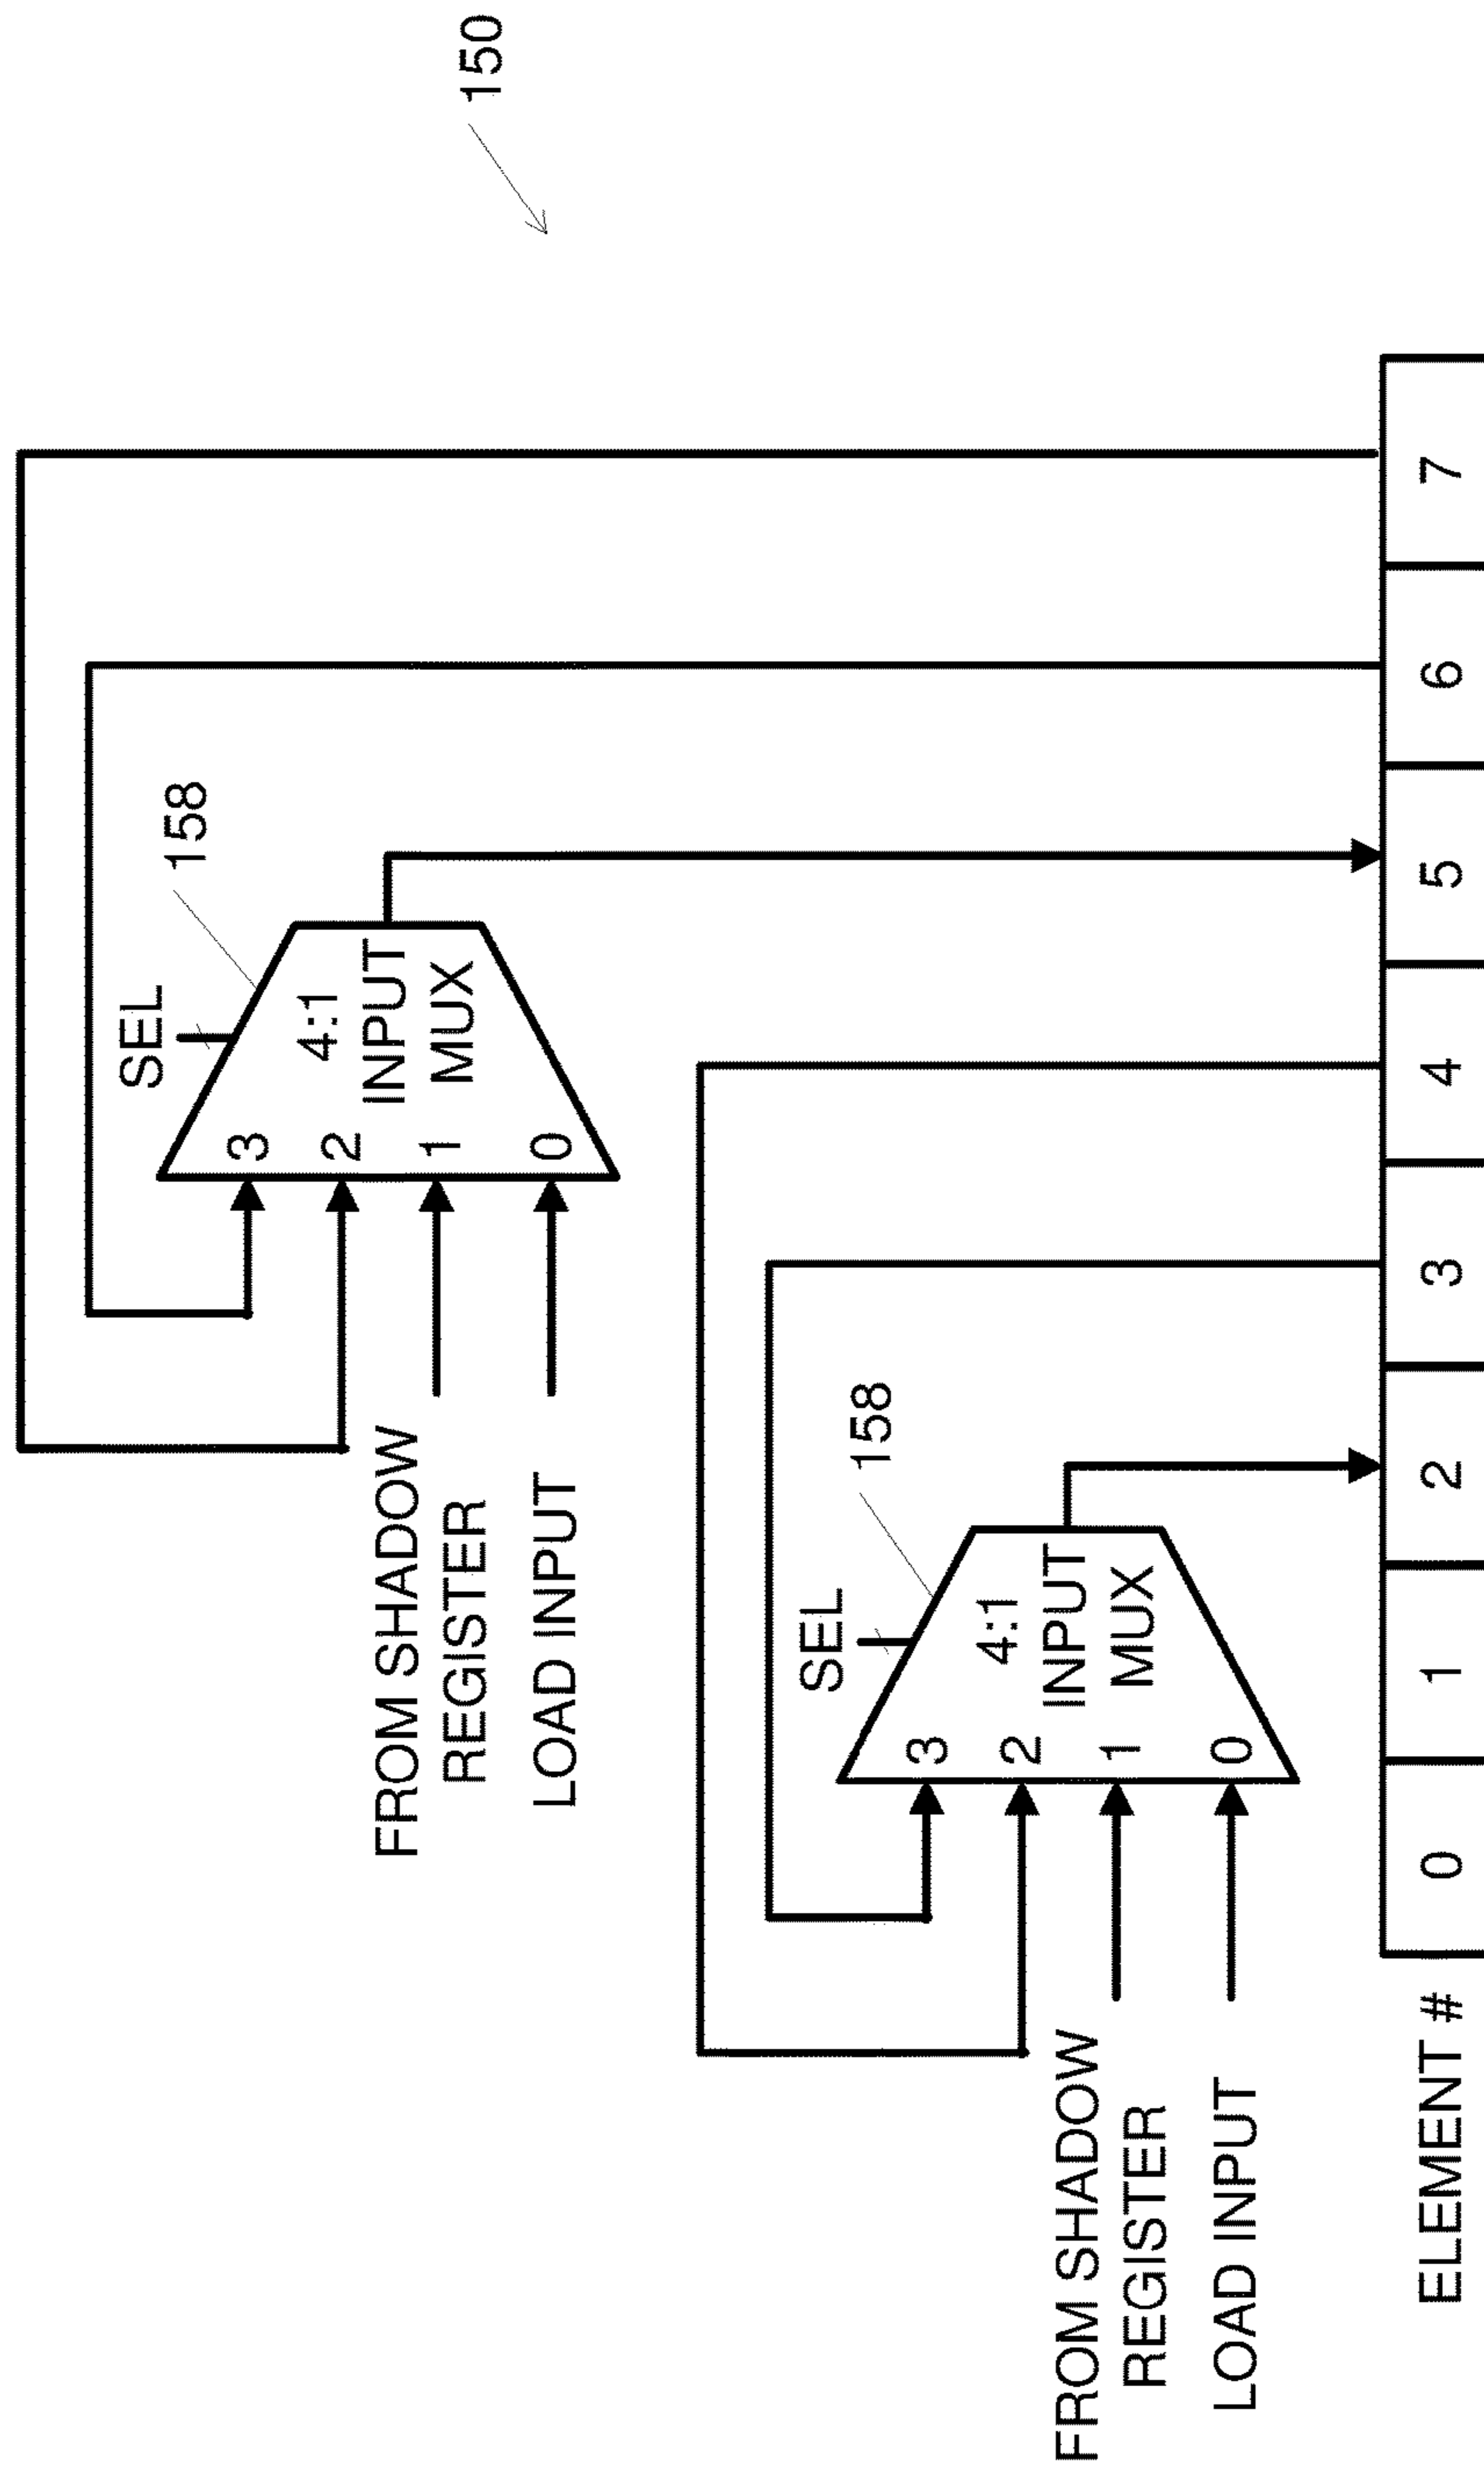 150
158
SEL
4:1
INPUT
MUX
3
2
1
0
FROM SHADOW
REGISTER
LOAD INPUT
158
SEL
4:1
INPUT
MUX
3
2
1
0
FROM SHADOW
REGISTER
LOAD INPUT
ELEMENT # 0 1 2 3 4 5 6 7